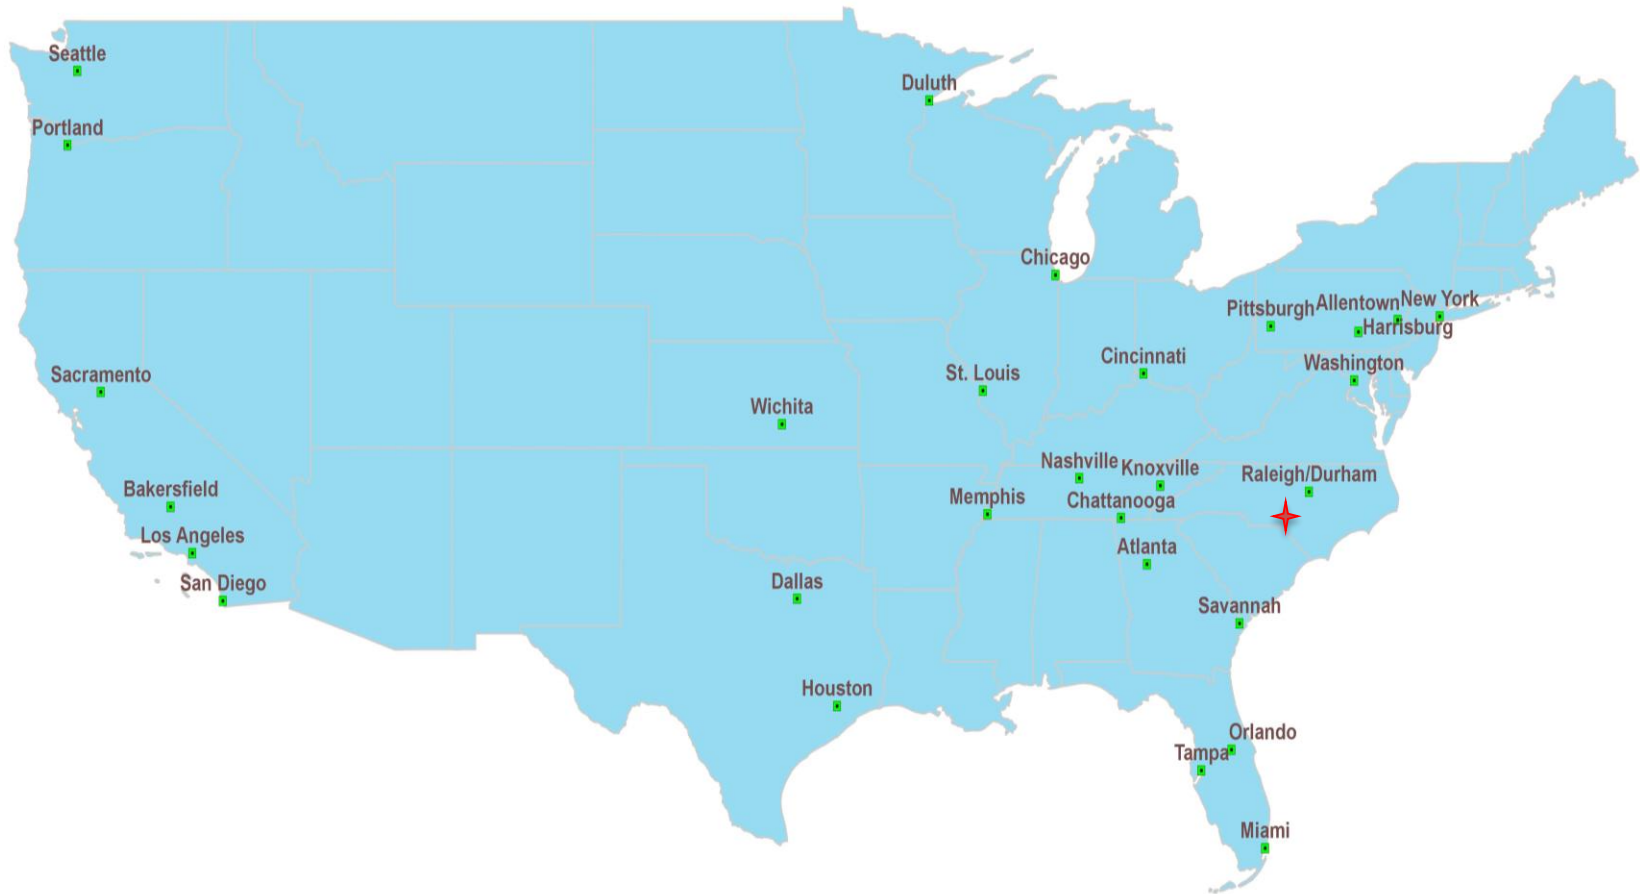 Seattle
Duluth
Portland
Chicago
Pittsburgh
Allentown
New York
Harrisburg
Cincinnati
Washington
Sacramento
St. Louis
Wichita
Nashville
Knoxville
Raleigh/Durham
Bakersfield
Memphis
Chattanooga
Los Angeles
Atlanta
San Diego
Dallas
Savannah
Houston
Orlando
Tampa
Miami